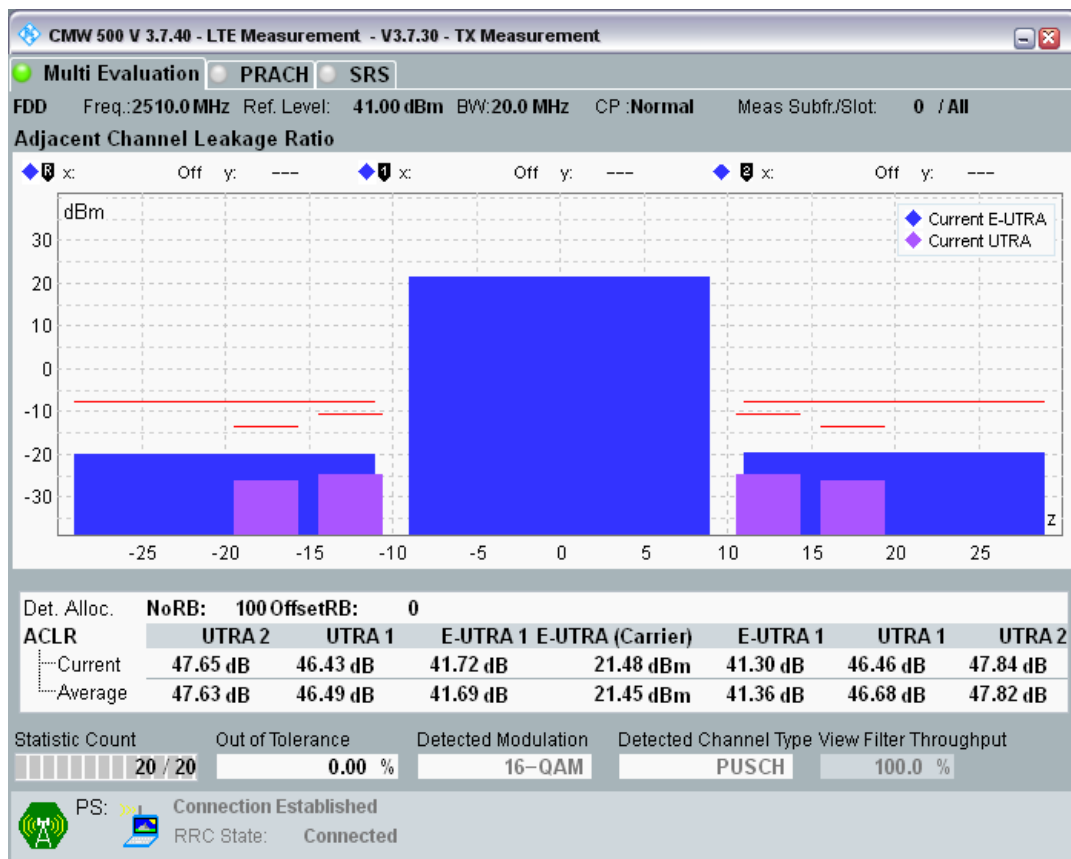 CMW 500 V 3.7.40 - LTE Measurement - V3.7.30 - TX Measurement
Multi Evaluation PRACH SRS
FDD Freq.:2510.0 MHz Ref. Level: 41.00 dBm BW:20.0 MHz CP :Normal Meas Subfr./Slot: 0 / All
Adjacent Channel Leakage Ratio
R x: Off y: --- 1 x: Off y: --- 2 x: Off y: ---
dBm
Current E-UTRA
Current UTRA
30
20
10
0
-10
-20
-30
z
-25 -20 -15 -10 -5 0 5 10 15 20 25
Det. Alloc. NoRB: 100 OffsetRB: 0
ACLR UTRA 2 UTRA 1 E-UTRA 1 E-UTRA (Carrier) E-UTRA 1 UTRA 1 UTRA 2
Current 47.65 dB 46.43 dB 41.72 dB 21.48 dBm 41.30 dB 46.46 dB 47.84 dB
Average 47.63 dB 46.49 dB 41.69 dB 21.45 dBm 41.36 dB 46.68 dB 47.82 dB
Statistic Count Out of Tolerance Detected Modulation Detected Channel Type View Filter Throughput
20 / 20 0.00 % 16-QAM PUSCH 100.0 %
PS: Connection Established
RRC State: Connected